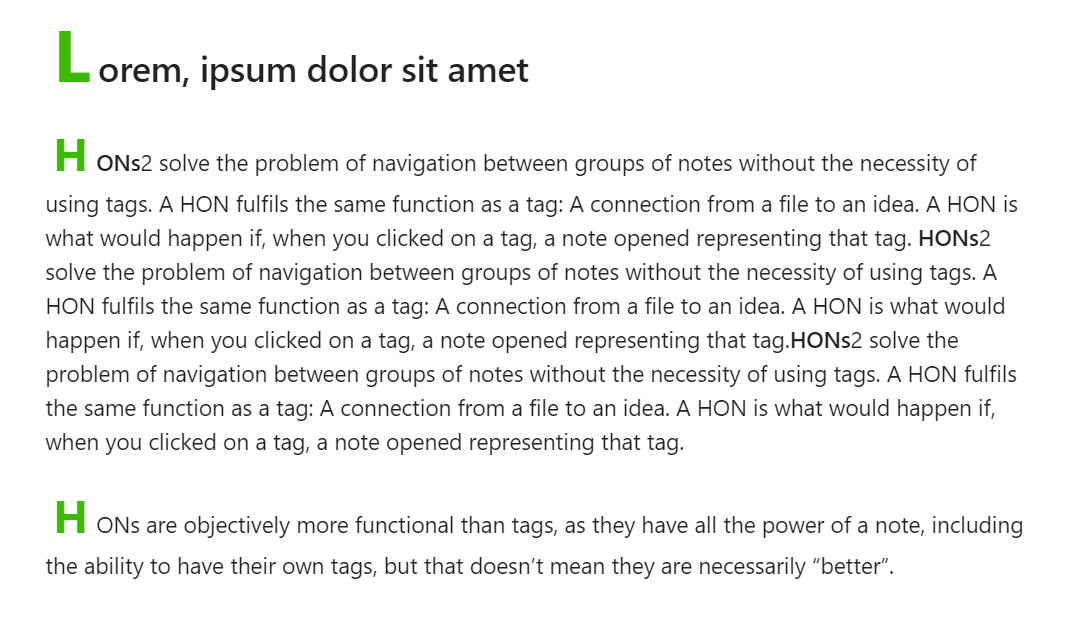 Lorem, ipsum dolor sit amet
HONs2 solve the problem of navigation between groups of notes without the necessity of
using tags. A HON fulfils the same function as a tag: A connection from a file to an idea. A HON is
what would happen if, when you clicked on a tag, a note opened representing that tag. HONs2
solve the problem of navigation between groups of notes without the necessity of using tags. A
HON fulfils the same function as a tag: A connection from a file to an idea. A HON is what would
happen if, when you clicked on a tag, a note opened representing that tag.HONs2 solve the
problem of navigation between groups of notes without the necessity of using tags. A HON fulfils
the same function as a tag: A connection from a file to an idea. A HON is what would happen if,
when you clicked on a tag, a note opened representing that tag.
HONs are objectively more functional than tags, as they have all the power of a note, including
the ability to have their own tags, but that doesn’t mean they are necessarily “better”.